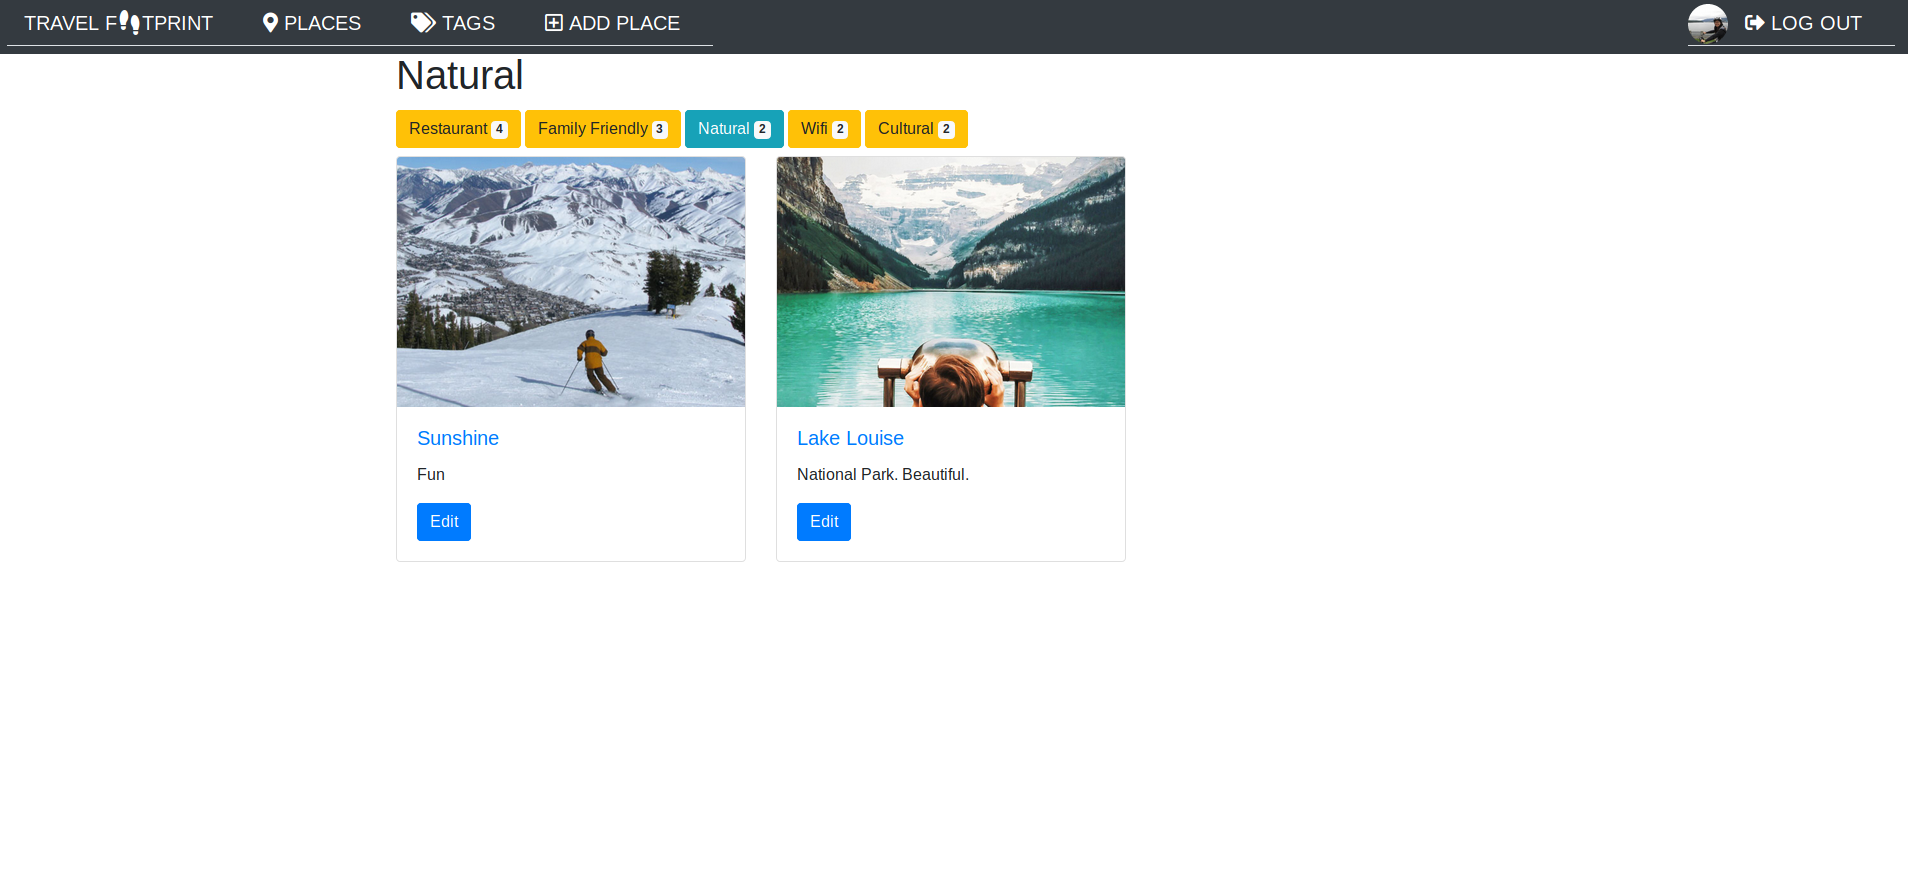 TRAVEL F TPRINT PLACES TAGS ADD PLACE LOG OUT
Natural
Restaurant 4 Family Friendly 3 Natural 2 Wifi 2 Cultural 2
Sunshine
Fun
Edit
Lake Louise
National Park. Beautiful.
Edit